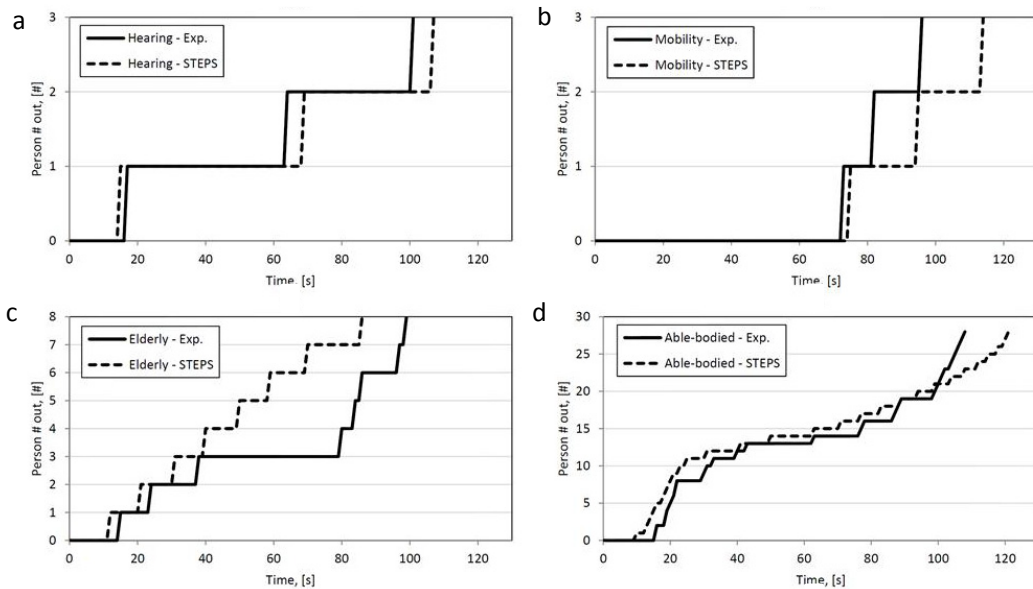 a
3
2
1
0
Person # out, [#]
Hearing - Exp.
Hearing - STEPS
0 20 40 60 80 100 120
Time, [s]
b
3
2
1
0
Person # out, [#]
Mobility - Exp.
Mobility - STEPS
0 20 40 60 80 100 120
Time, [s]
c
8
7
6
5
4
3
2
1
0
Person # out, [#]
Elderly - Exp.
Elderly - STEPS
0 20 40 60 80 100 120
Time, [s]
d
30
25
20
15
10
5
0
Person # out, [#]
Able-bodied - Exp.
Able-bodied - STEPS
0 20 40 60 80 100 120
Time, [s]